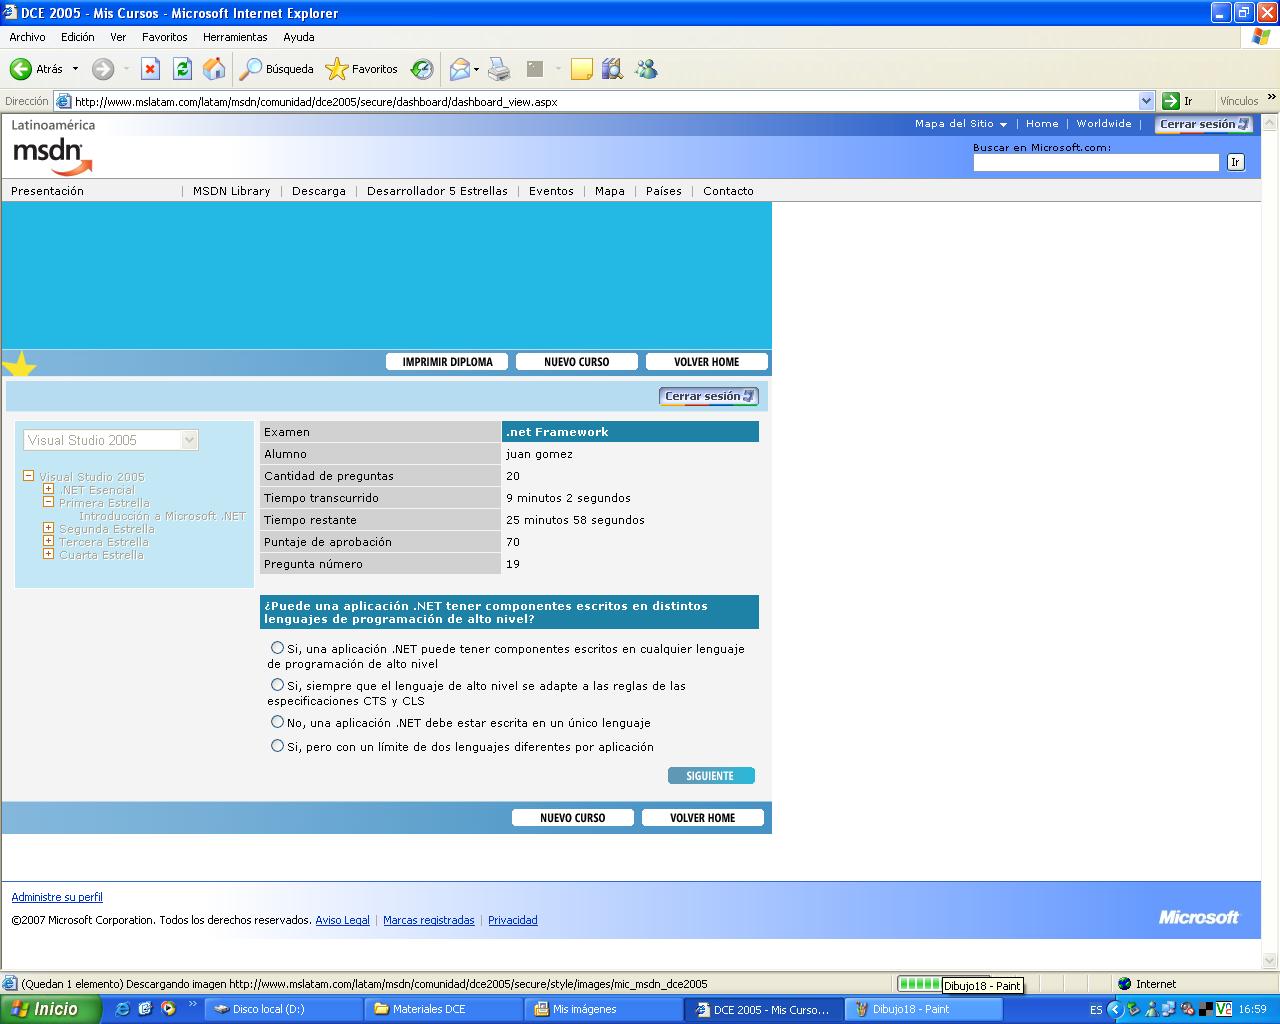 DCE 2005 - Mis Cursos - Microsoft Internet Explorer
Archivo Edición Ver Favoritos Herramientas Ayuda
Atrás Búsqueda Favoritos
Dirección http://www.mslatam.com/latam/msdn/comunidad/dce2005/secure/dashboard/dashboard_view.aspx Ir Vínculos »
Latinoamérica Mapa del Sitio | Home | Worldwide | Cerrar sesión
msdn
Buscar en Microsoft.com:
Ir
Presentación | MSDN Library | Descarga | Desarrollador 5 Estrellas | Eventos | Mapa | Países | Contacto
IMPRIMIR DIPLOMA NUEVO CURSO VOLVER HOME
Cerrar sesión
Visual Studio 2005
Visual Studio 2005
.NET Esencial
Primera Estrella
Introducción a Microsoft .NET
Segunda Estrella
Tercera Estrella
Cuarta Estrella
Examen .net Framework
Alumno juan gomez
Cantidad de preguntas 20
Tiempo transcurrido 9 minutos 2 segundos
Tiempo restante 25 minutos 58 segundos
Puntaje de aprobación 70
Pregunta número 19
¿Puede una aplicación .NET tener componentes escritos en distintos
lenguajes de programación de alto nivel?
Si, una aplicación .NET puede tener componentes escritos en cualquier lenguaje
de programación de alto nivel
Si, siempre que el lenguaje de alto nivel se adapte a las reglas de las
especificaciones CTS y CLS
No, una aplicación .NET debe estar escrita en un único lenguaje
Si, pero con un límite de dos lenguajes diferentes por aplicación
SIGUIENTE
NUEVO CURSO VOLVER HOME
Administre su perfil
©2007 Microsoft Corporation. Todos los derechos reservados. Aviso Legal | Marcas registradas | Privacidad
Microsoft
(Quedan 1 elemento) Descargando imagen http://www.mslatam.com/latam/msdn/comunidad/dce2005/secure/style/images/mic_msdn_dce2005 Internet
Dibujo18 - Paint
Inicio » Disco local (D:) Materiales DCE Mis imágenes DCE 2005 - Mis Curso... Dibujo18 - Paint ES 16:59